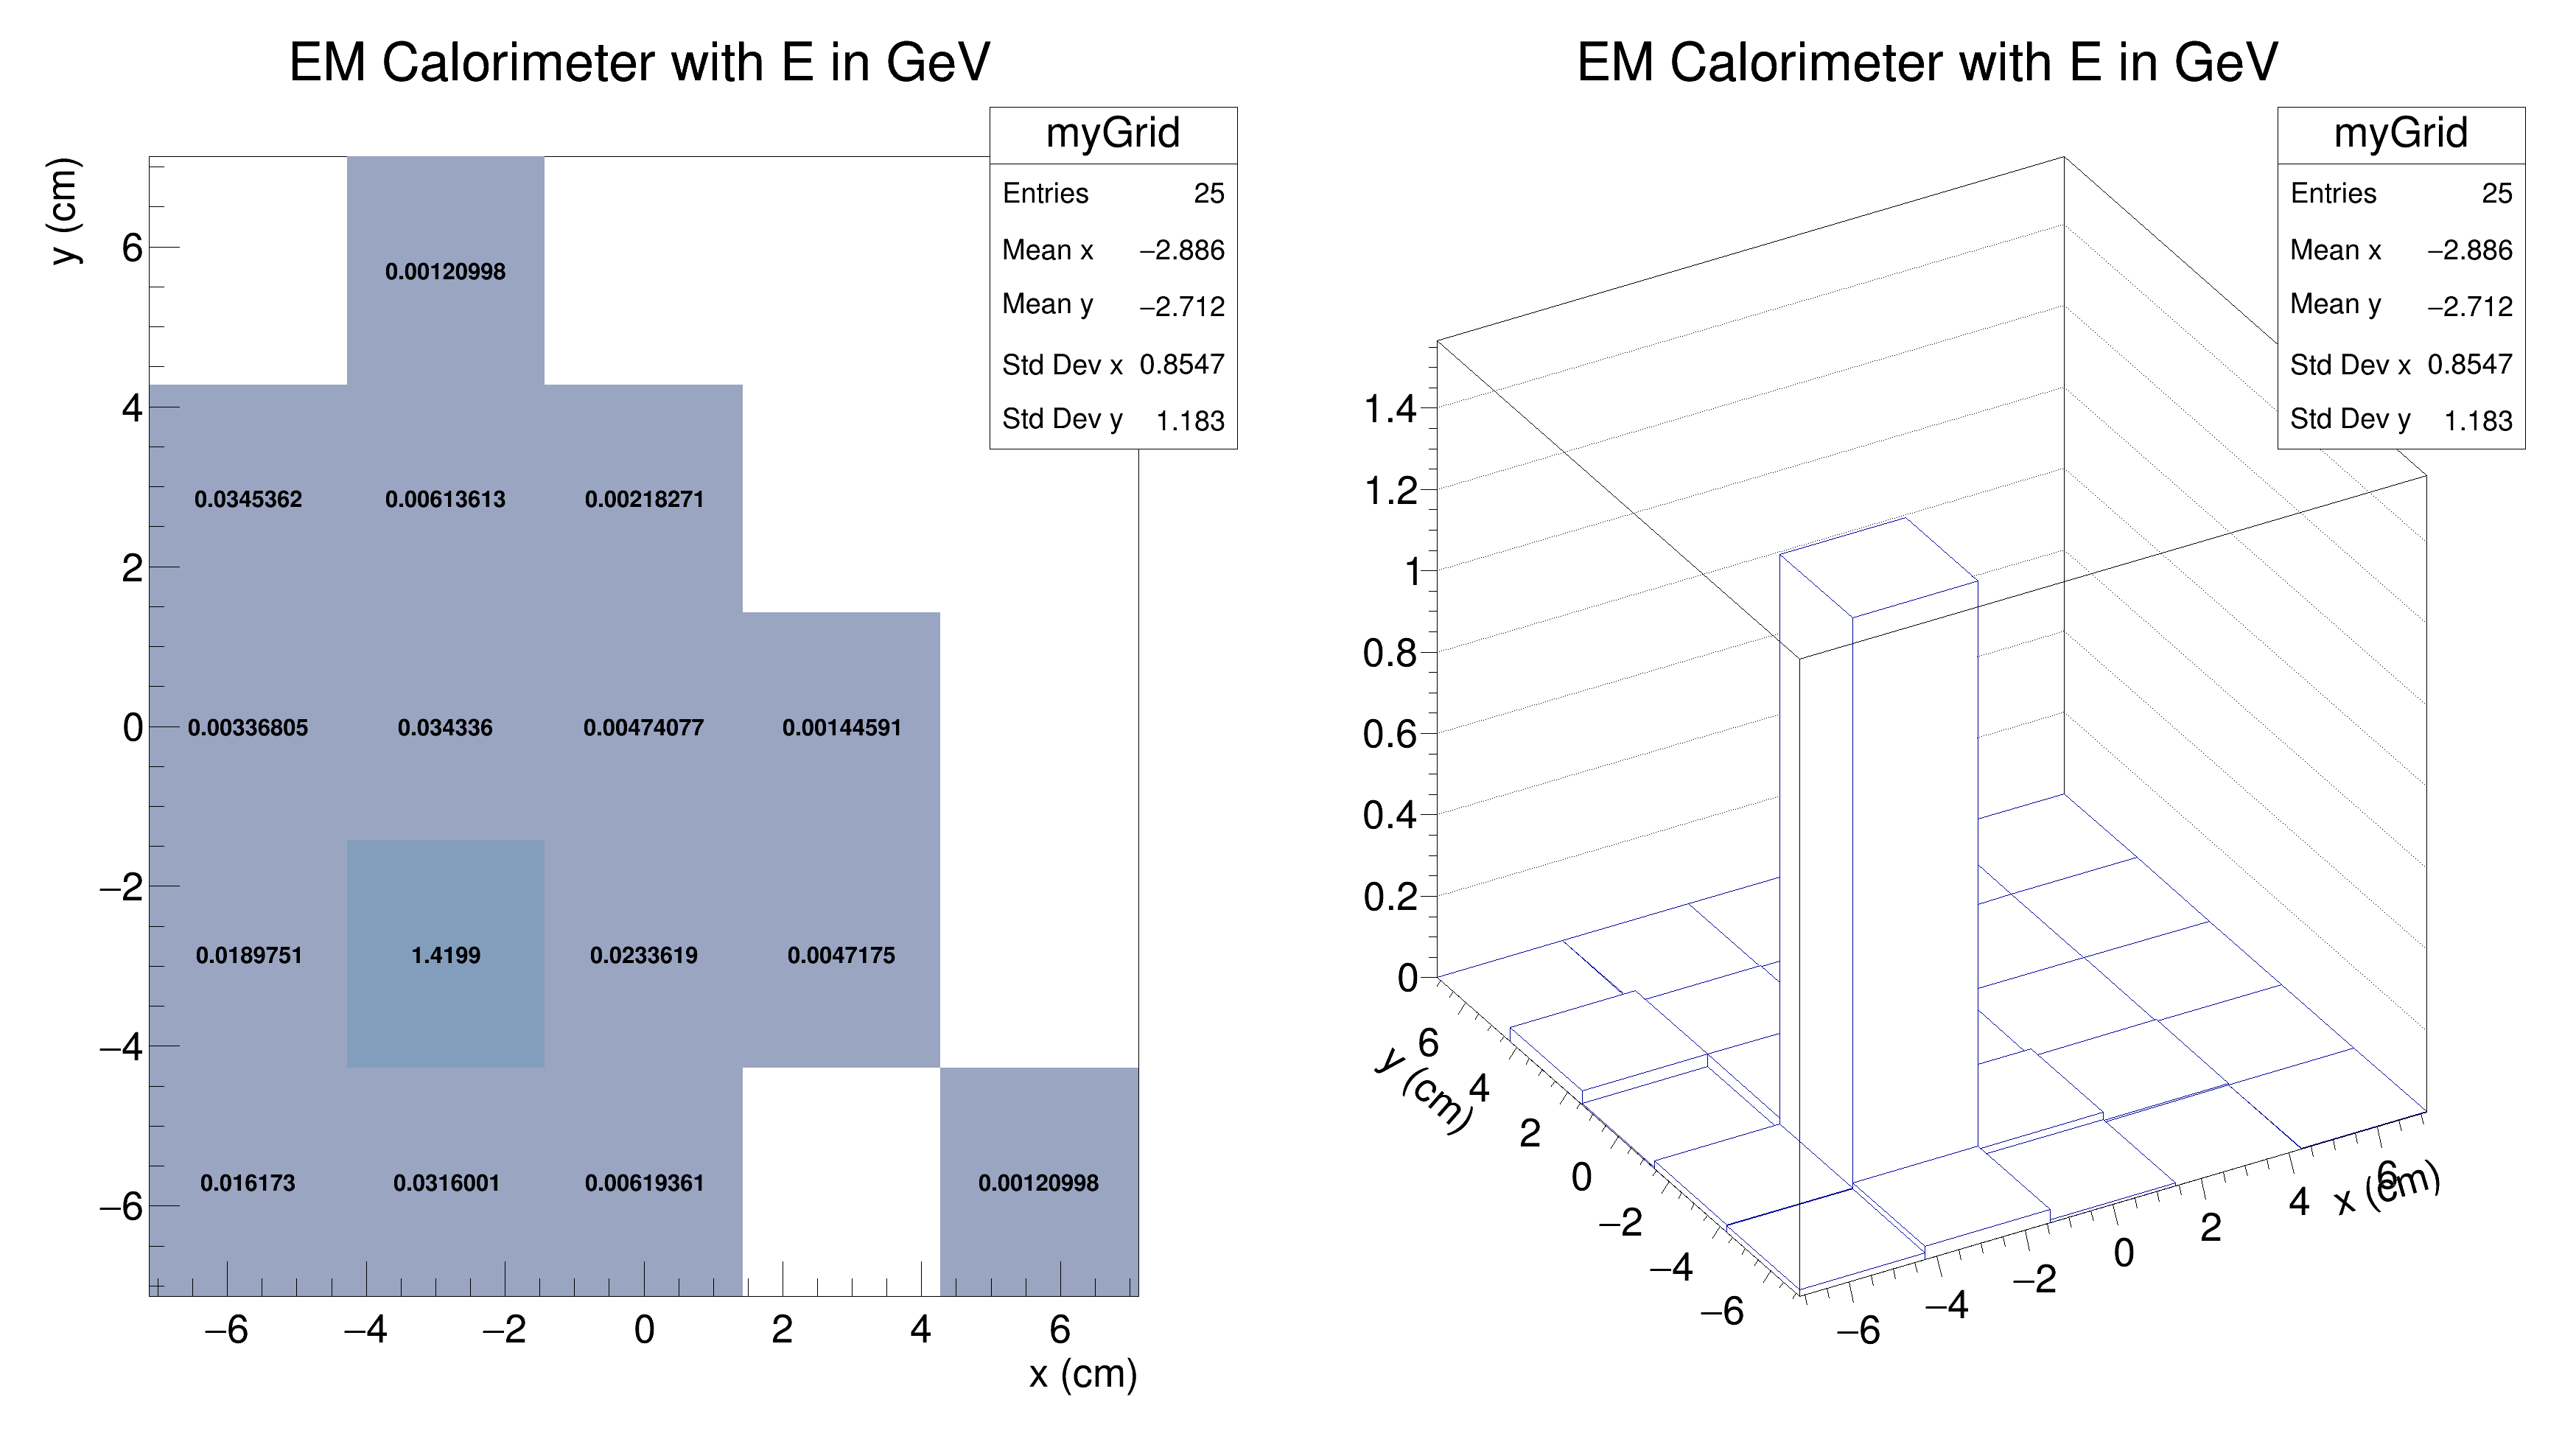 EM Calorimeter with E in GeV
myGrid
Entries 25
Mean x −2.886
Mean y −2.712
Std Dev x 0.8547
Std Dev y 1.183
y (cm)
6
4
2
0
−2
−4
−6
0.00120998
0.0345362 0.00613613 0.00218271
0.00336805 0.034336 0.00474077 0.00144591
0.0189751 1.4199 0.0233619 0.0047175
0.016173 0.0316001 0.00619361 0.00120998
−6 −4 −2 0 2 4 6
x (cm)
EM Calorimeter with E in GeV
myGrid
Entries 25
Mean x −2.886
Mean y −2.712
Std Dev x 0.8547
Std Dev y 1.183
1.4
1.2
1
0.8
0.6
0.4
0.2
0
6
4
2
0
−2
−4
−6
y (cm)
−6 −4 −2 0 2 4 6
x (cm)